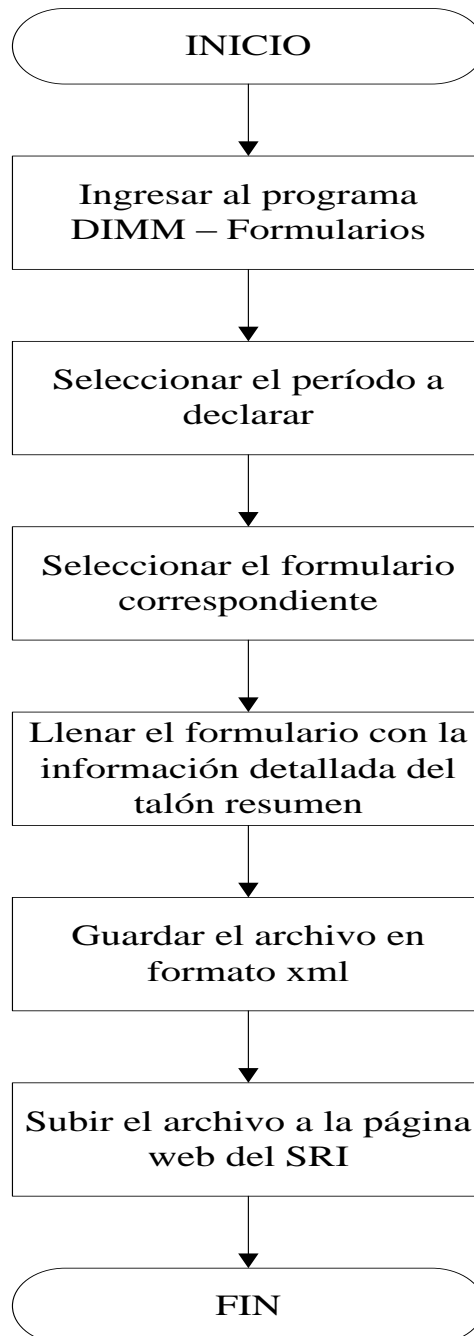 INICIO
Ingresar al programa
DIMM – Formularios
Seleccionar el período a
declarar
Seleccionar el formulario
correspondiente
Llenar el formulario con la
información detallada del
talón resumen
Guardar el archivo en
formato xml
Subir el archivo a la página
web del SRI
FIN